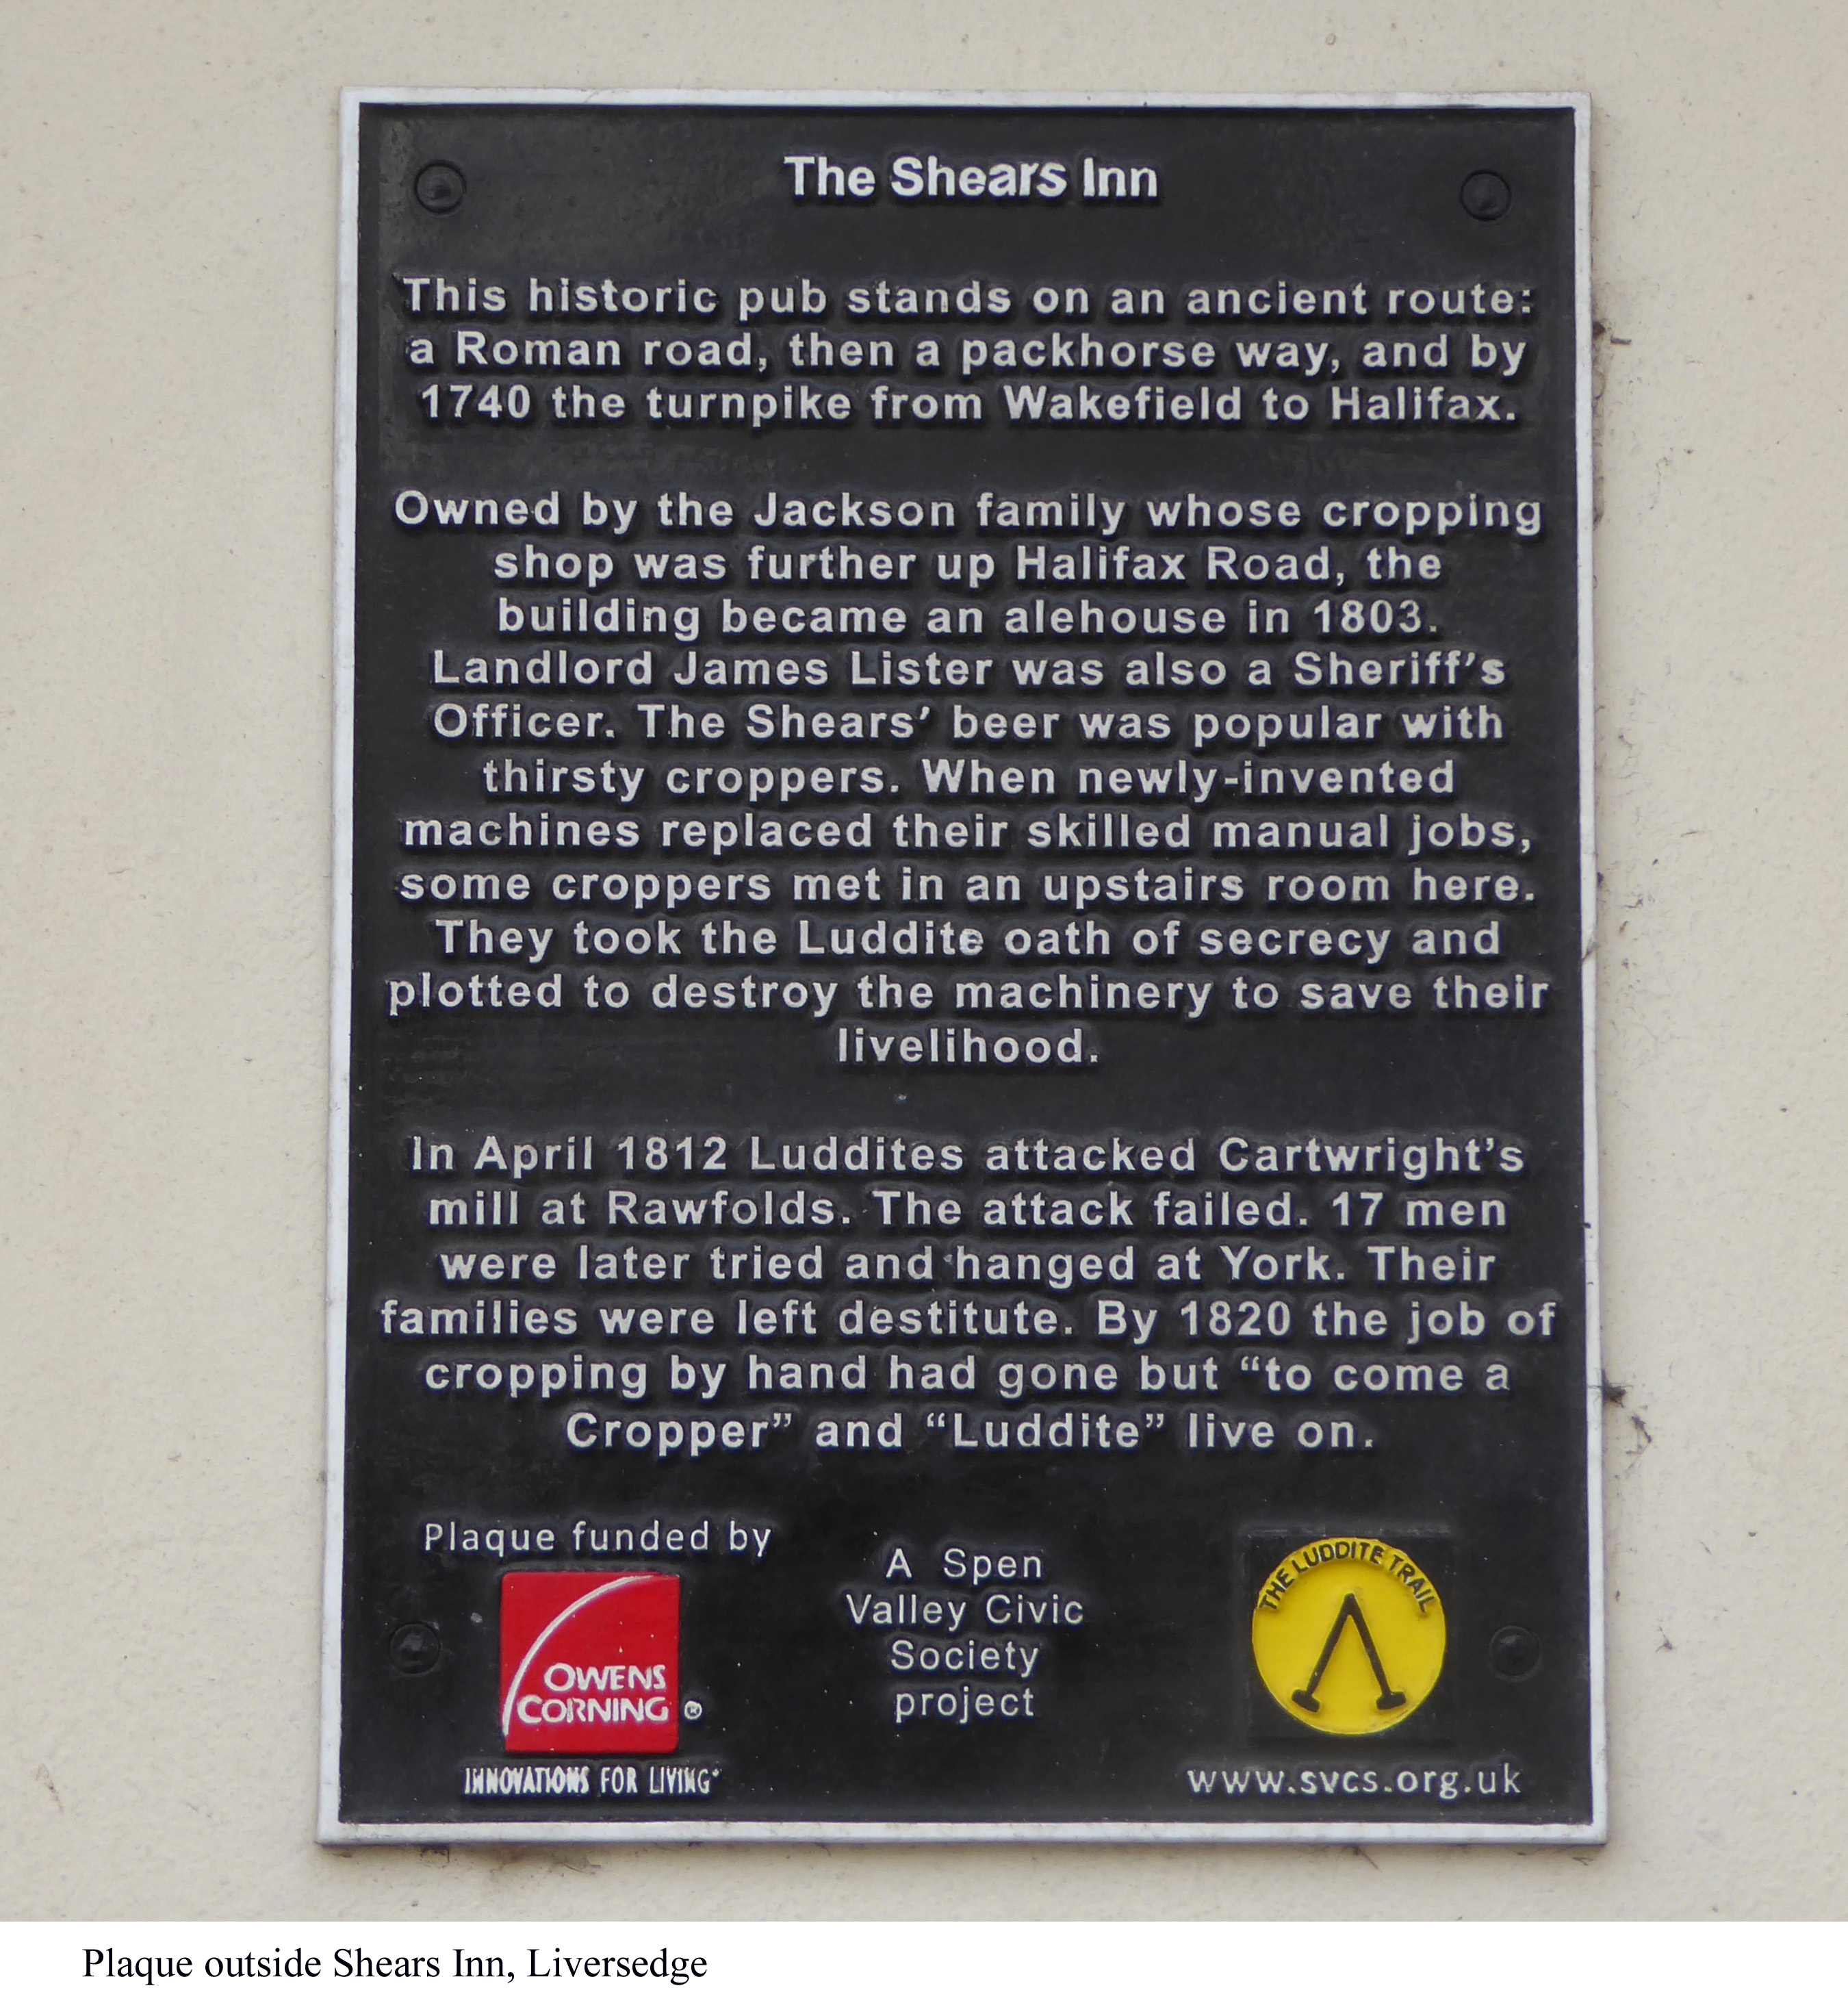 The Shears Inn
This historic pub stands on an ancient route:
a Roman road, then a packhorse way, and by
1740 the turnpike from Wakefield to Halifax.
Owned by the Jackson family whose cropping
shop was further up Halifax Road, the
building became an alehouse in 1803.
Landlord James Lister was also a Sheriff's
Officer. The Shears' beer was popular with
thirsty croppers. When newly-invented
machines replaced their skilled manual jobs,
some croppers met in an upstairs room here.
They took the Luddite oath of secrecy and
plotted to destroy the machinery to save their
livelihood.
In April 1812 Luddites attacked Cartwright's
mill at Rawfolds. The attack failed. 17 men
were later tried and hanged at York. Their
families were left destitute. By 1820 the job of
cropping by hand had gone but “to come a
Cropper” and “Luddite” live on.
Plaque funded by
OWENS
CORNING ®
INNOVATIONS FOR LIVING
A Spen
Valley Civic
Society
project
THE LUDDITE TRAIL
www.svcs.org.uk
Plaque outside Shears Inn, Liversedge